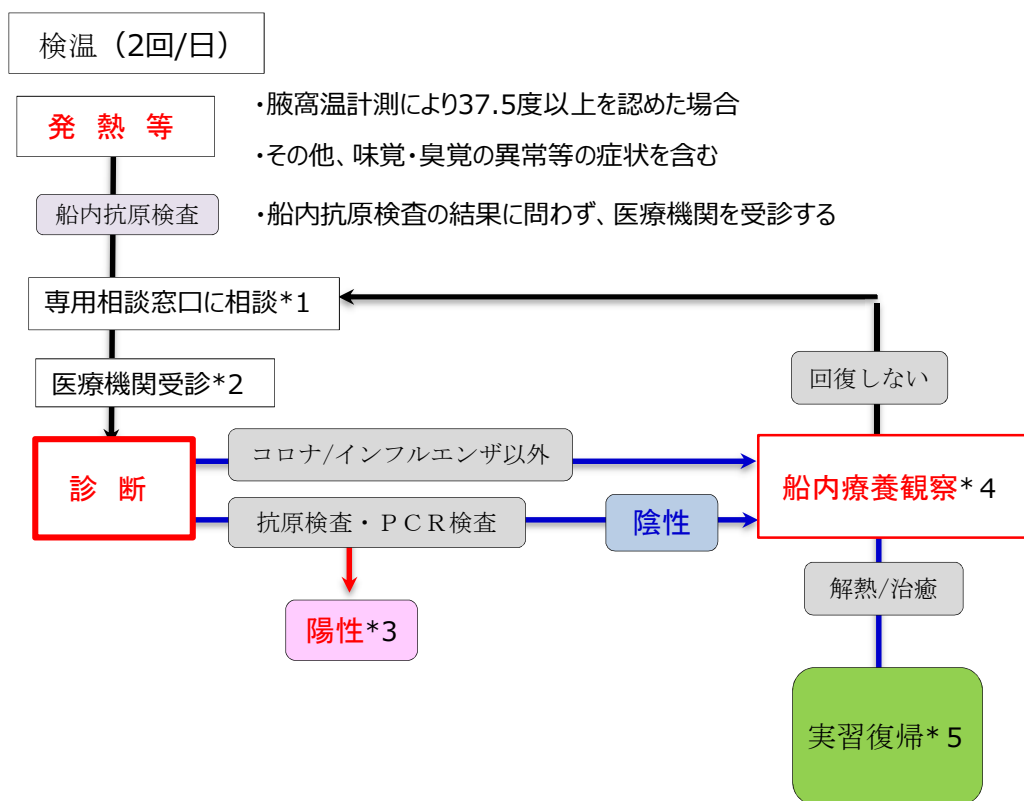 検温（2回/日）
発 熱 等
・腋窩温計測により37.5度以上を認めた場合
・その他、味覚・臭覚の異常等の症状を含む
船内抗原検査
・船内抗原検査の結果に問わず、医療機関を受診する
専用相談窓口に相談*1
医療機関受診*2
回復しない
診 断
コロナ/インフルエンザ以外
船内療養観察*4
抗原検査・ＰＣＲ検査
陰性
解熱/治癒
陽性*3
実習復帰*5